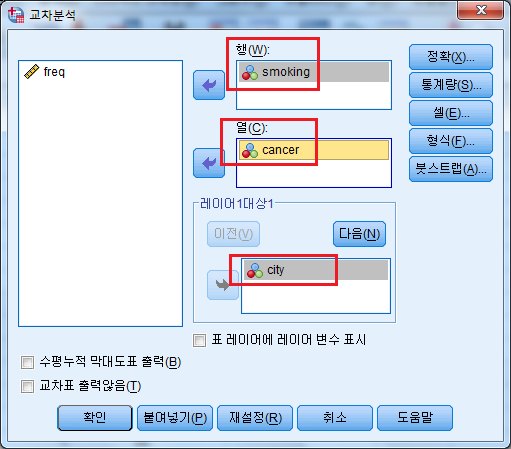 교차분석
행(W):
freq
smoking
열(C):
cancer
레이어1대상1
이전(V)
다음(N)
city
표 레이어에 레이어 변수 표시
정확(X)...
통계량(S)...
셀(E)...
형식(F)...
붓스트랩(A)...
수평누적 막대도표 출력(B)
교차표 출력않음(T)
확인
붙여넣기(P)
재설정(R)
취소
도움말